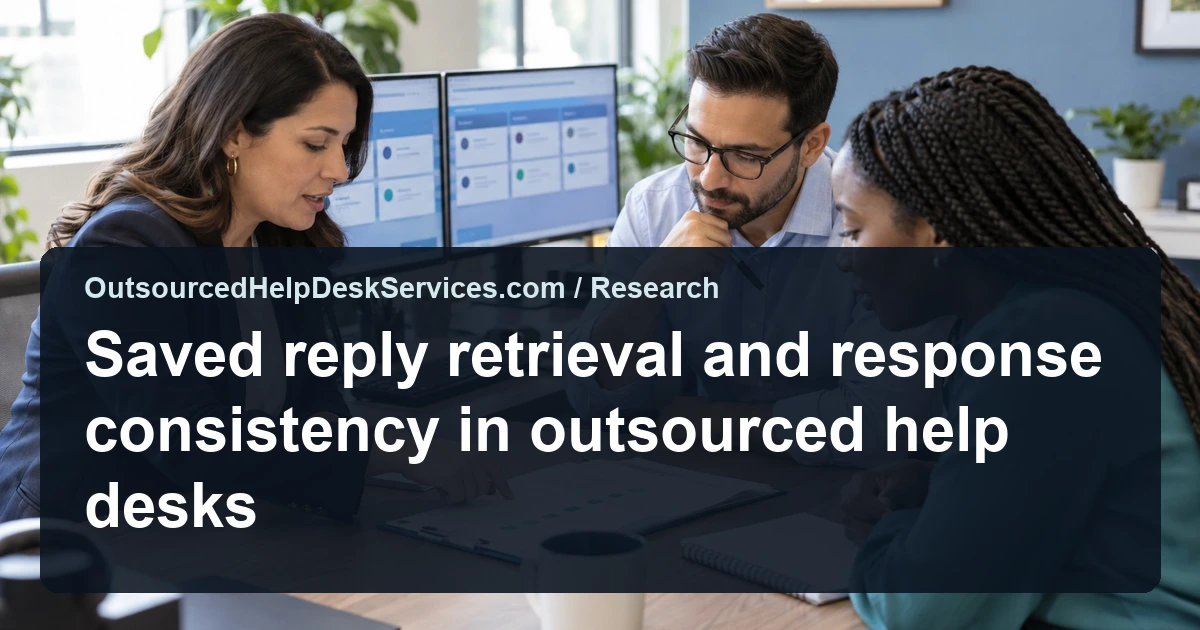 OutsourcedHelpDeskServices.com / Research
Saved reply retrieval and response
consistency in outsourced help
desks